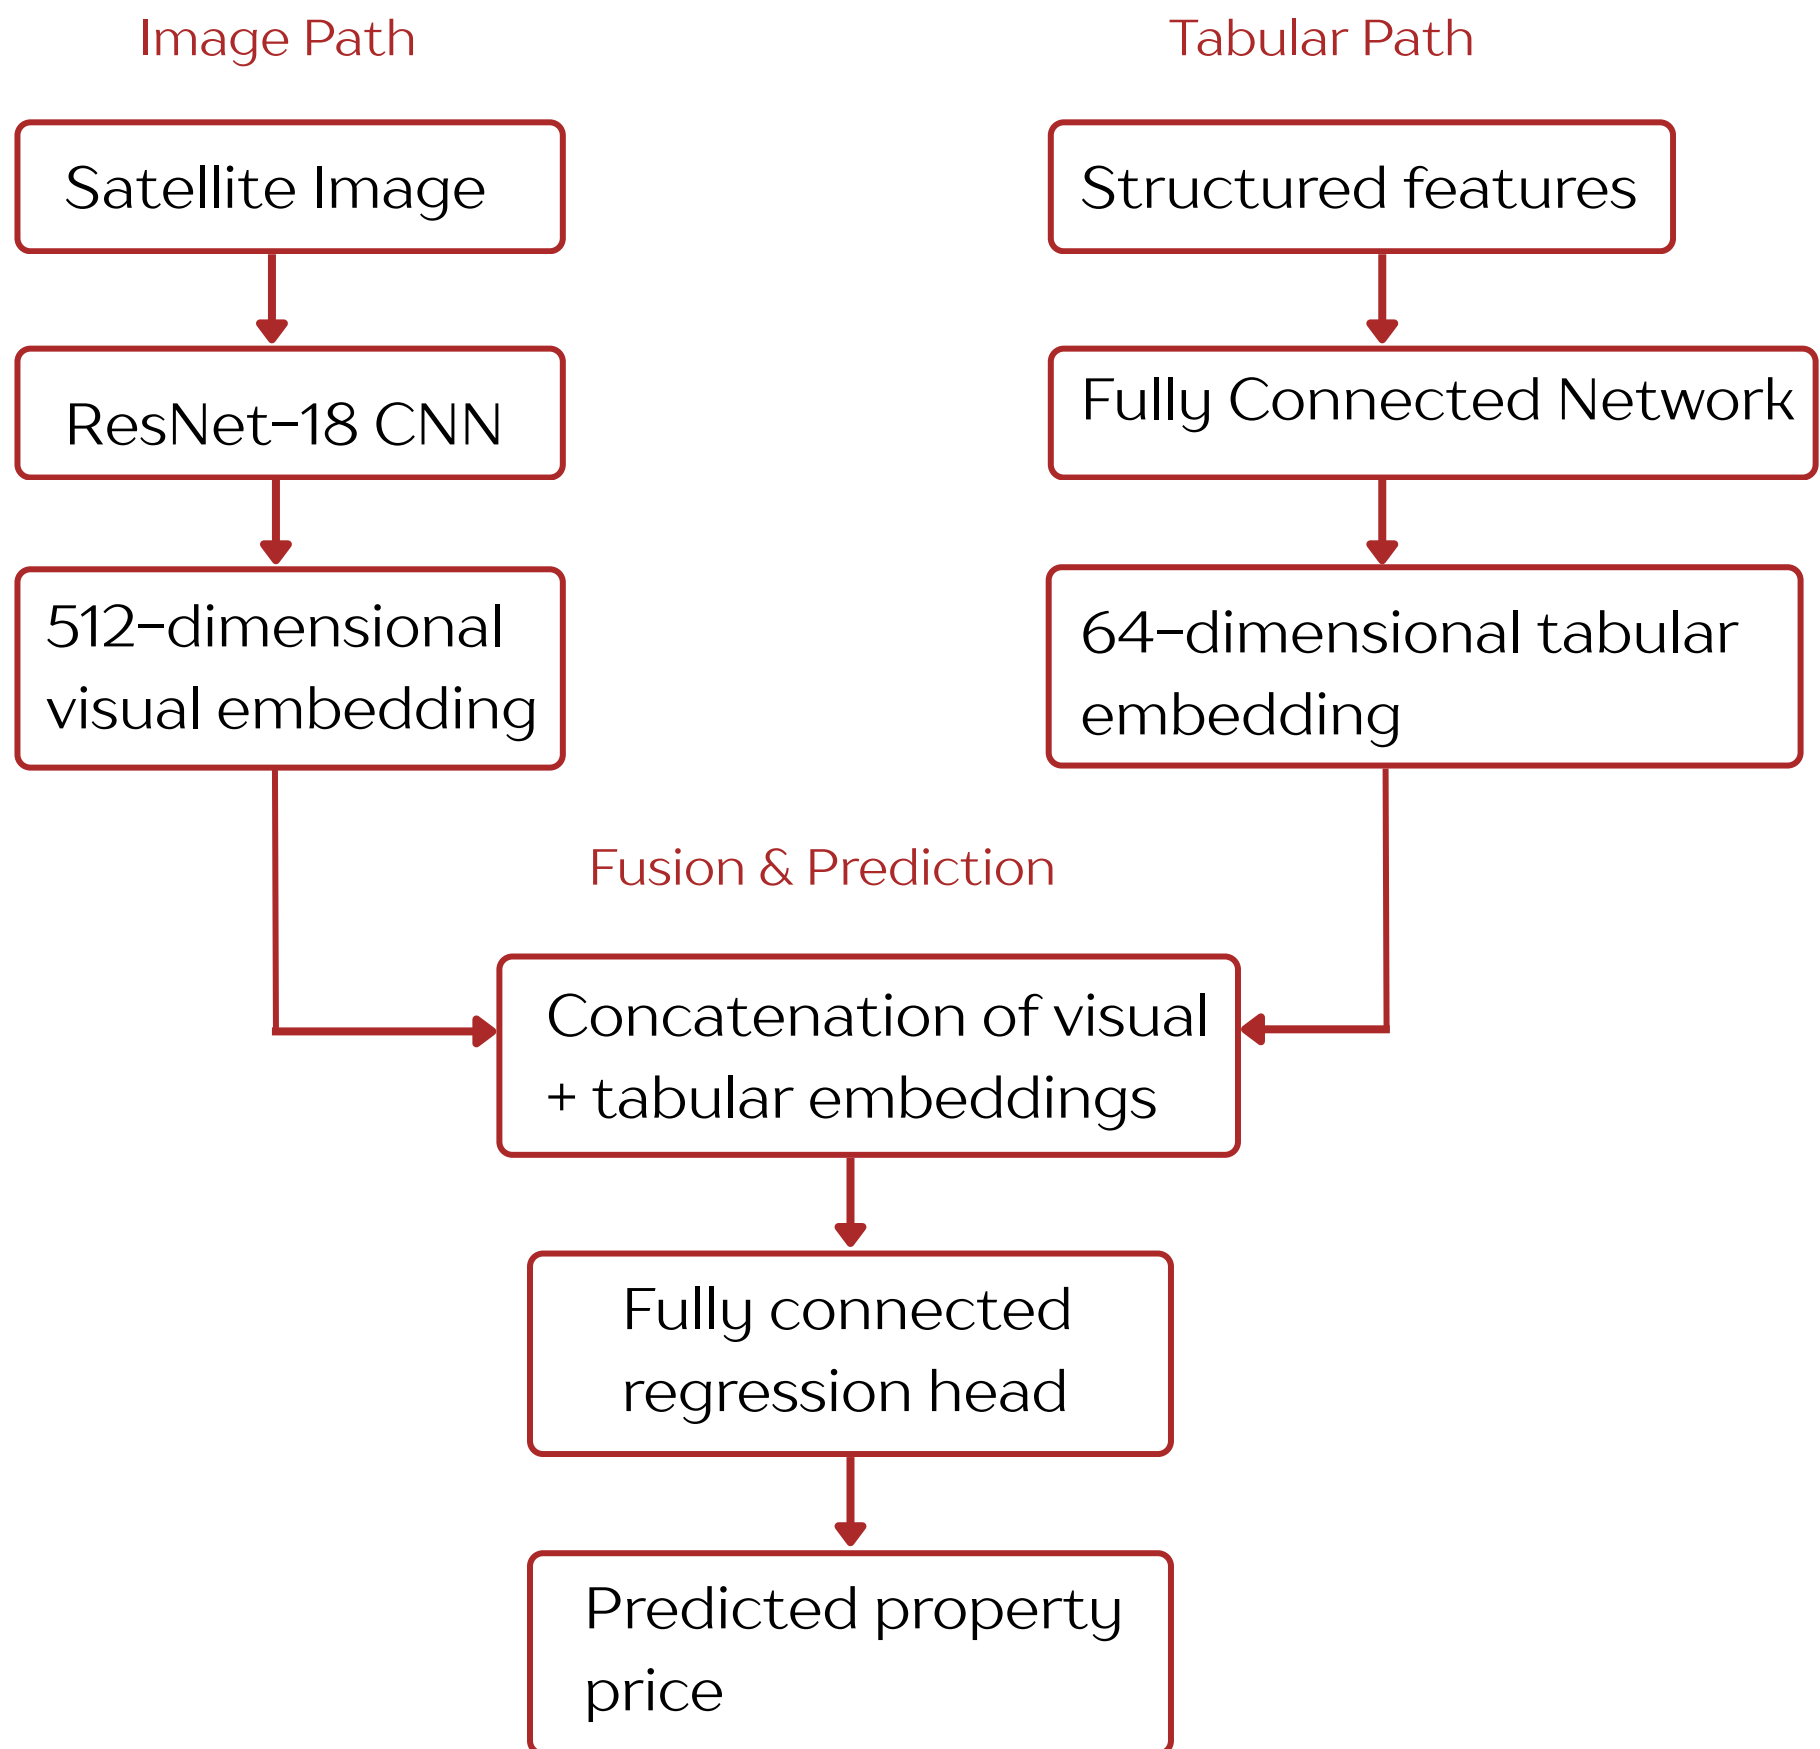 Image Path
Tabular Path
Satellite Image
Structured features
ResNet-18 CNN
Fully Connected Network
512-dimensional
visual embedding
64-dimensional tabular
embedding
Fusion & Prediction
Concatenation of visual
+ tabular embeddings
Fully connected
regression head
Predicted property
price